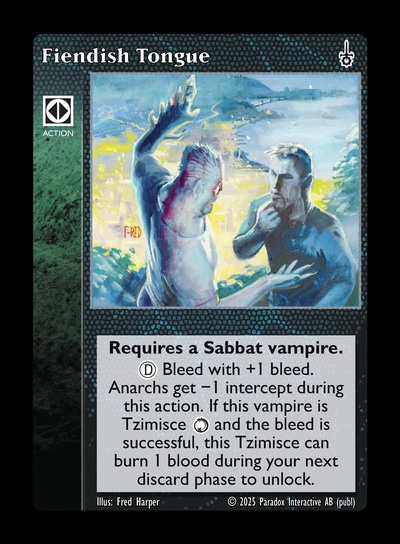 Fiendish Tongue
ACTION
F-RED
Requires a Sabbat vampire.
Ⓓ Bleed with +1 bleed.
Anarchs get −1 intercept during
this action. If this vampire is
Tzimisce and the bleed is
successful, this Tzimisce can
burn 1 blood during your next
discard phase to unlock.
Illus: Fred Harper © 2025 Paradox Interactive AB (publ)